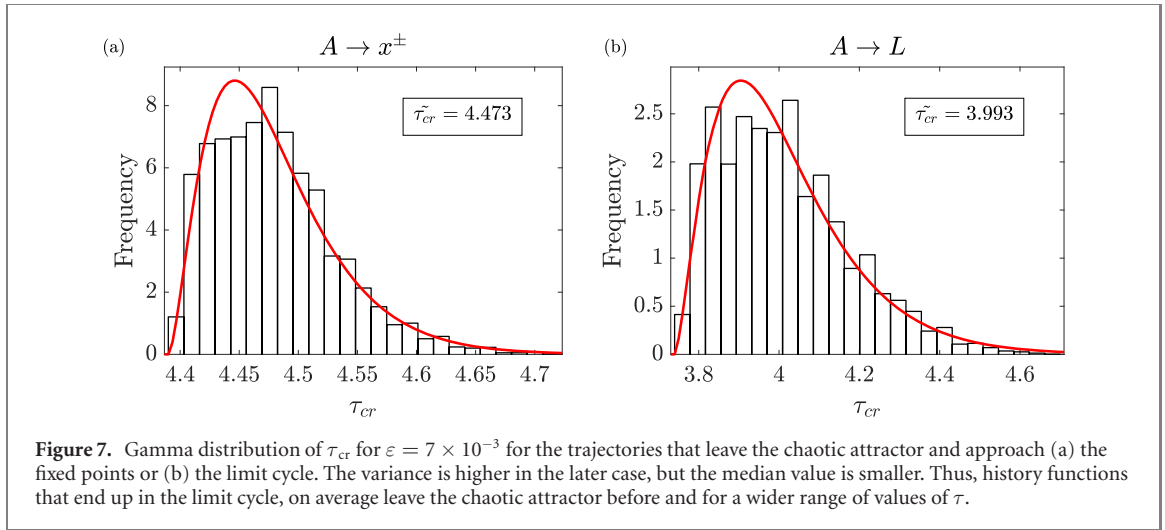 (a) A → x±
8
6
4
2
0
Frequency
τ̃cr = 4.473
4.4 4.45 4.5 4.55 4.6 4.65 4.7
τcr
(b) A → L
2.5
2
1.5
1
0.5
0
Frequency
τ̃cr = 3.993
3.8 4 4.2 4.4 4.6
τcr
Figure 7. Gamma distribution of τcr for ε = 7 × 10−3 for the trajectories that leave the chaotic attractor and approach (a) the
fixed points or (b) the limit cycle. The variance is higher in the later case, but the median value is smaller. Thus, history functions
that end up in the limit cycle, on average leave the chaotic attractor before and for a wider range of values of τ.